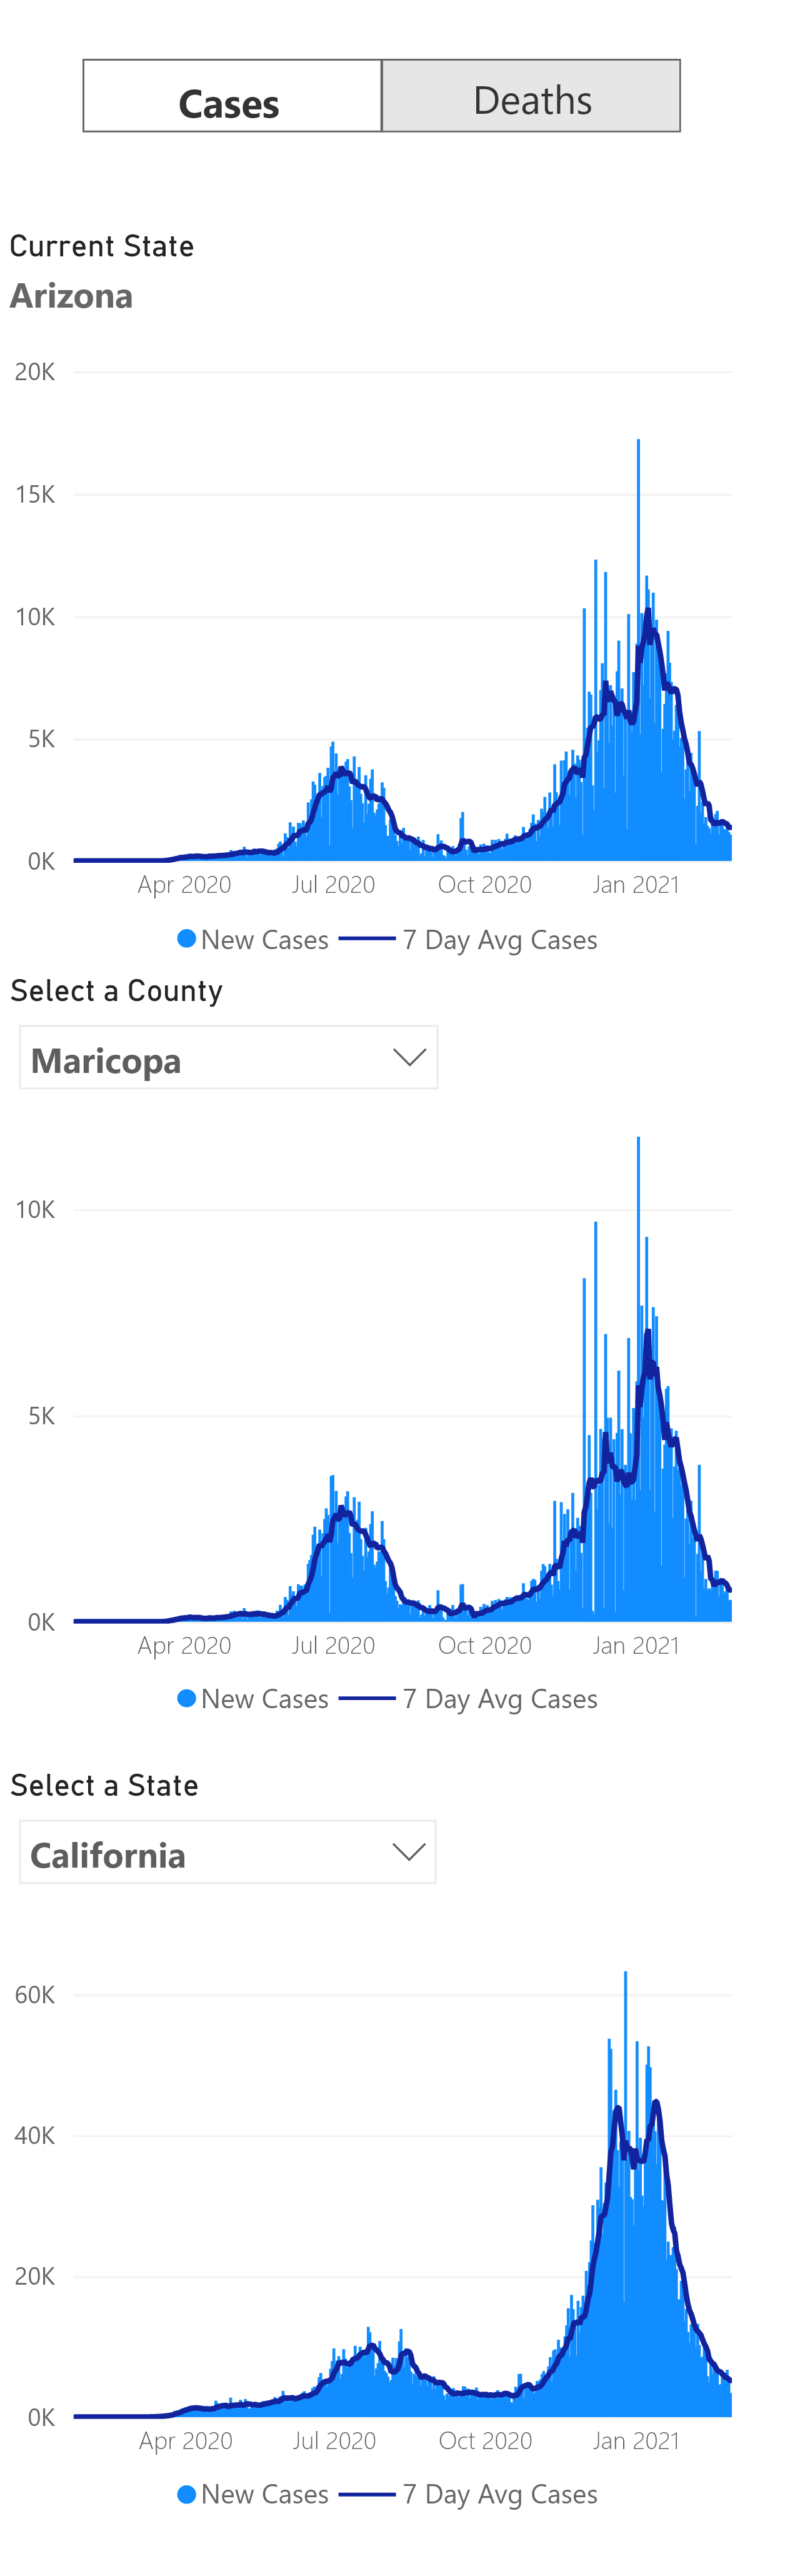 Cases Deaths
Current State
Arizona
20K
15K
10K
5K
0K
Apr 2020 Jul 2020 Oct 2020 Jan 2021
New Cases 7 Day Avg Cases
Select a County
Maricopa
10K
5K
0K
Apr 2020 Jul 2020 Oct 2020 Jan 2021
New Cases 7 Day Avg Cases
Select a State
California
60K
40K
20K
0K
Apr 2020 Jul 2020 Oct 2020 Jan 2021
New Cases 7 Day Avg Cases